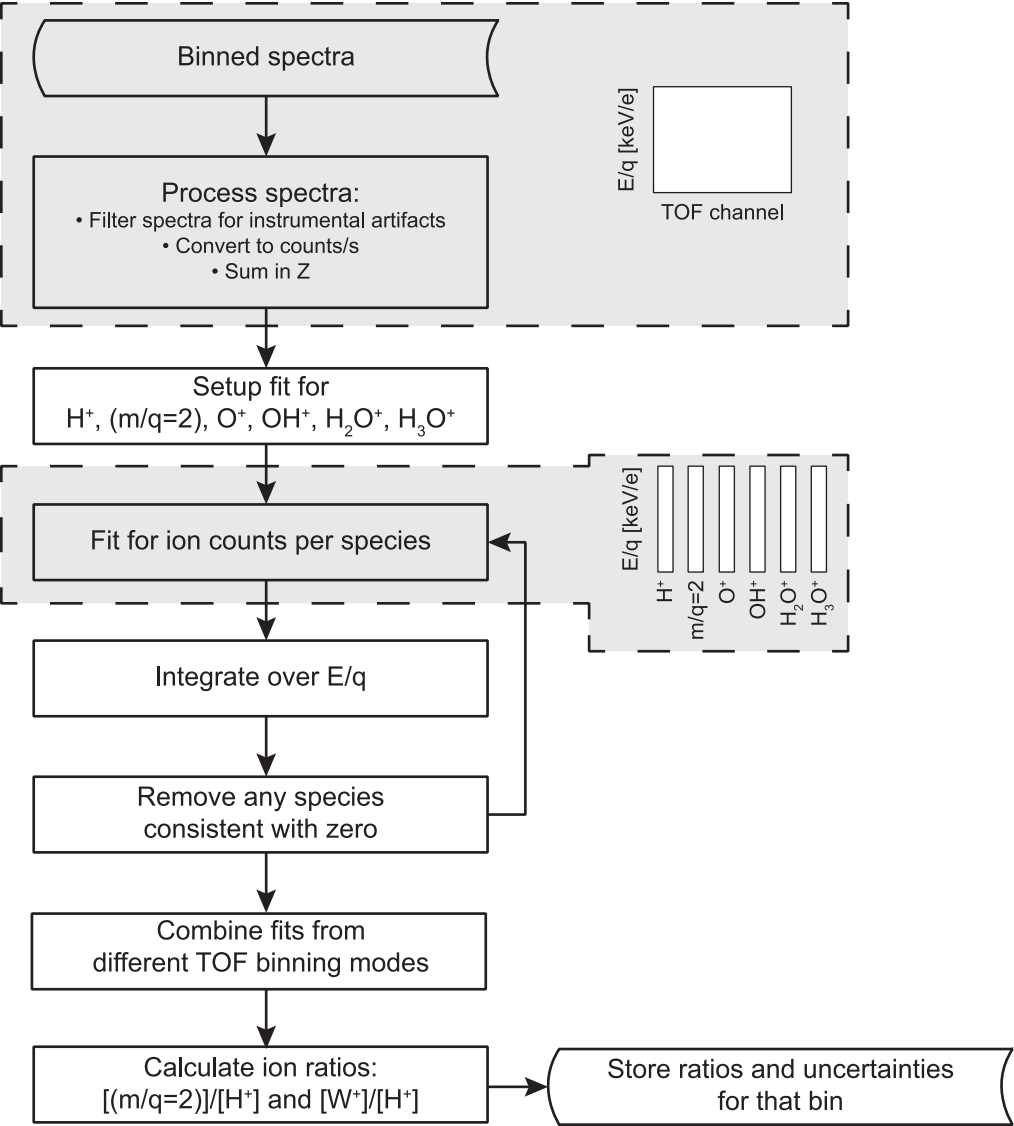 Binned spectra
Process spectra:
• Filter spectra for instrumental artifacts
• Convert to counts/s
• Sum in Z
E/q [keV/e]
TOF channel
Setup fit for
H⁺, (m/q=2), O⁺, OH⁺, H₂O⁺, H₃O⁺
Fit for ion counts per species
E/q [keV/e]
H⁺
m/q=2
O⁺
OH⁺
H₂O⁺
H₃O⁺
Integrate over E/q
Remove any species
consistent with zero
Combine fits from
different TOF binning modes
Calculate ion ratios:
[(m/q=2)]/[H⁺] and [W⁺]/[H⁺]
Store ratios and uncertainties
for that bin